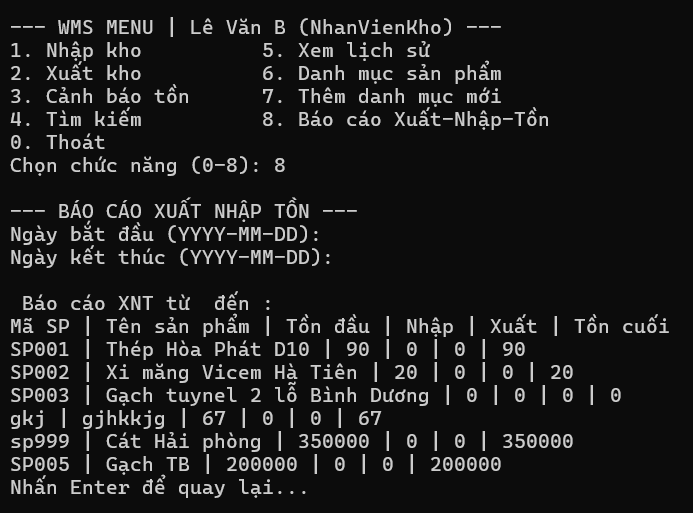 --- WMS MENU | Lê Văn B (NhanVienKho) ---
1. Nhập kho          5. Xem lịch sử
2. Xuất kho          6. Danh mục sản phẩm
3. Cảnh báo tồn      7. Thêm danh mục mới
4. Tìm kiếm          8. Báo cáo Xuất-Nhập-Tồn
0. Thoát
Chọn chức năng (0-8): 8
--- BÁO CÁO XUẤT NHẬP TỒN ---
Ngày bắt đầu (YYYY-MM-DD):
Ngày kết thúc (YYYY-MM-DD):
Báo cáo XNT từ  đến :
Mã SP | Tên sản phẩm | Tồn đầu | Nhập | Xuất | Tồn cuối
SP001 | Thép Hòa Phát D10 | 90 | 0 | 0 | 90
SP002 | Xi măng Vicem Hà Tiên | 20 | 0 | 0 | 20
SP003 | Gạch tuynel 2 lỗ Bình Dương | 0 | 0 | 0 | 0
gkj | gjhkkjg | 67 | 0 | 0 | 67
sp999 | Cát Hải phòng | 350000 | 0 | 0 | 350000
SP005 | Gạch TB | 200000 | 0 | 0 | 200000
Nhấn Enter để quay lại...